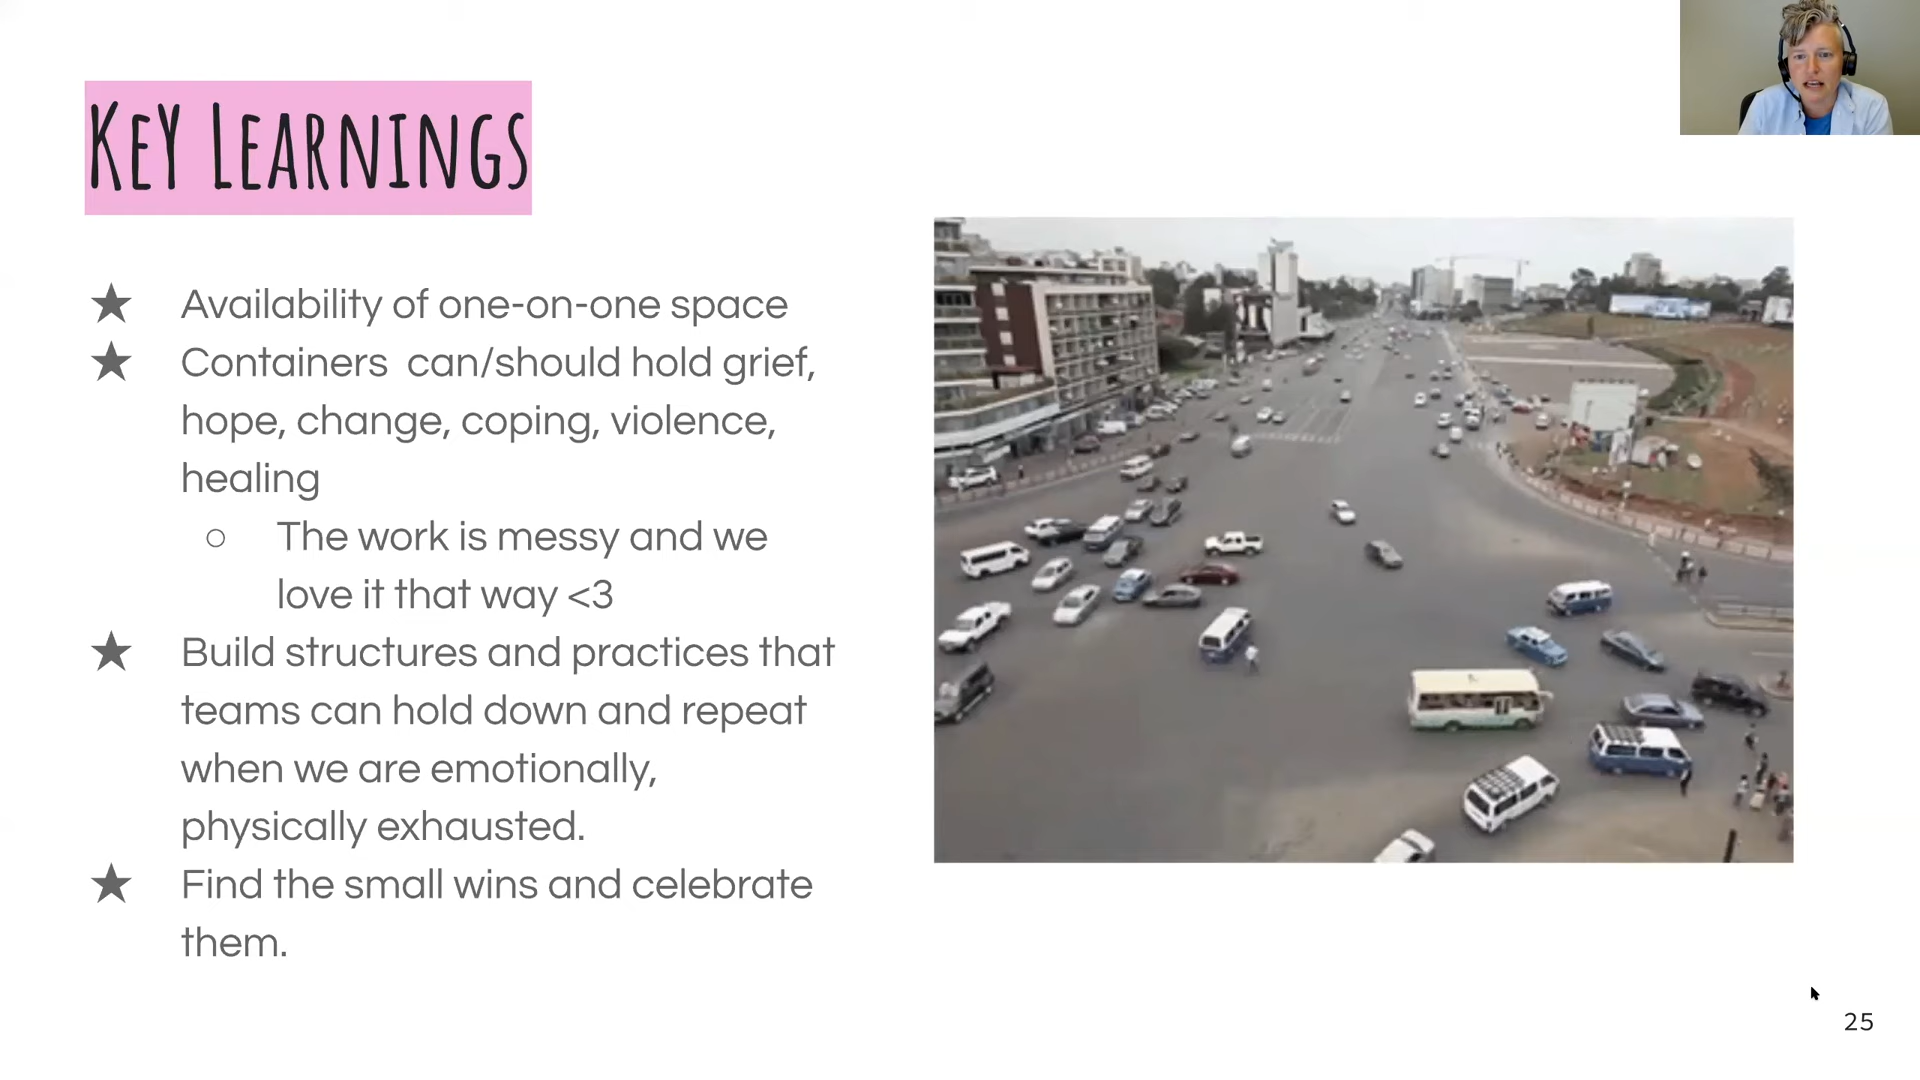 KEY LEARNINGS
★ Availability of one-on-one space
★ Containers  can/should hold grief,
hope, change, coping, violence,
healing
○ The work is messy and we
love it that way <3
★ Build structures and practices that
teams can hold down and repeat
when we are emotionally,
physically exhausted.
★ Find the small wins and celebrate
them.
25